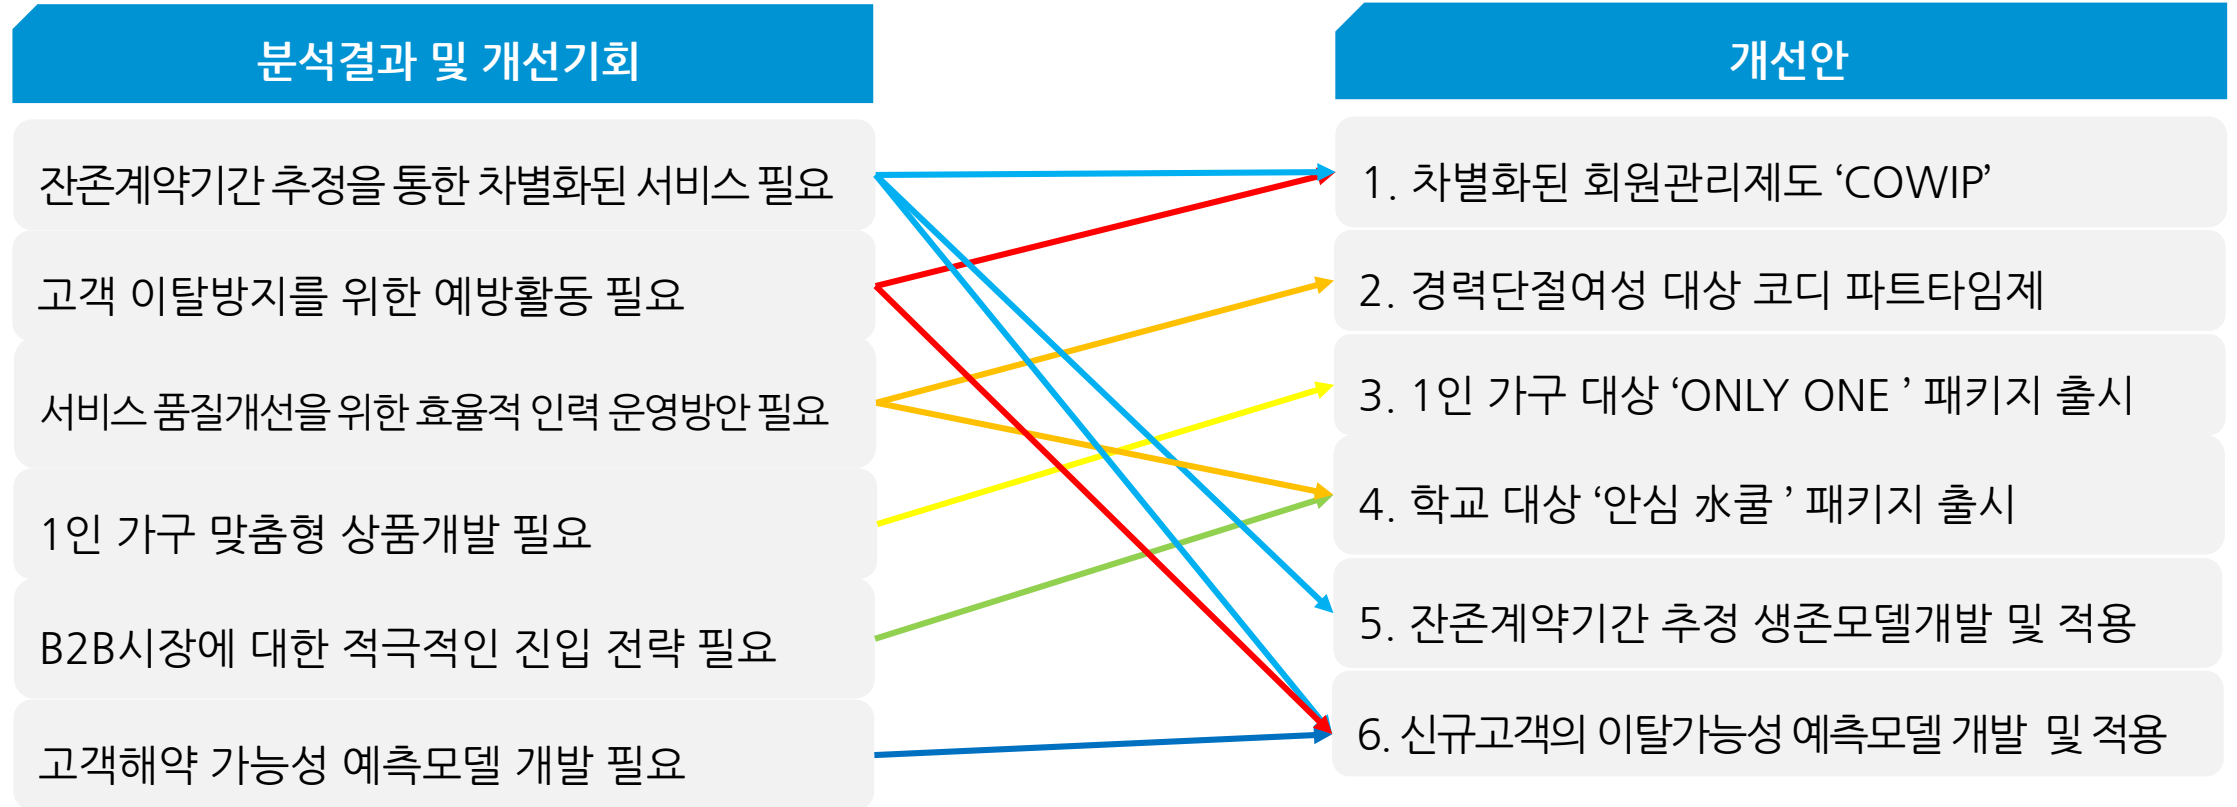 분석결과 및 개선기회
잔존계약기간 추정을 통한 차별화된 서비스 필요
고객 이탈방지를 위한 예방활동 필요
서비스 품질개선을 위한 효율적 인력 운영방안 필요
1인 가구 맞춤형 상품개발 필요
B2B시장에 대한 적극적인 진입 전략 필요
고객해약 가능성 예측모델 개발 필요
개선안
1. 차별화된 회원관리제도 ‘COWIP’
2. 경력단절여성 대상 코디 파트타임제
3. 1인 가구 대상 ‘ONLY ONE ’ 패키지 출시
4. 학교 대상 ‘안심 水쿨 ’ 패키지 출시
5. 잔존계약기간 추정 생존모델개발 및 적용
6. 신규고객의 이탈가능성 예측모델 개발 및 적용